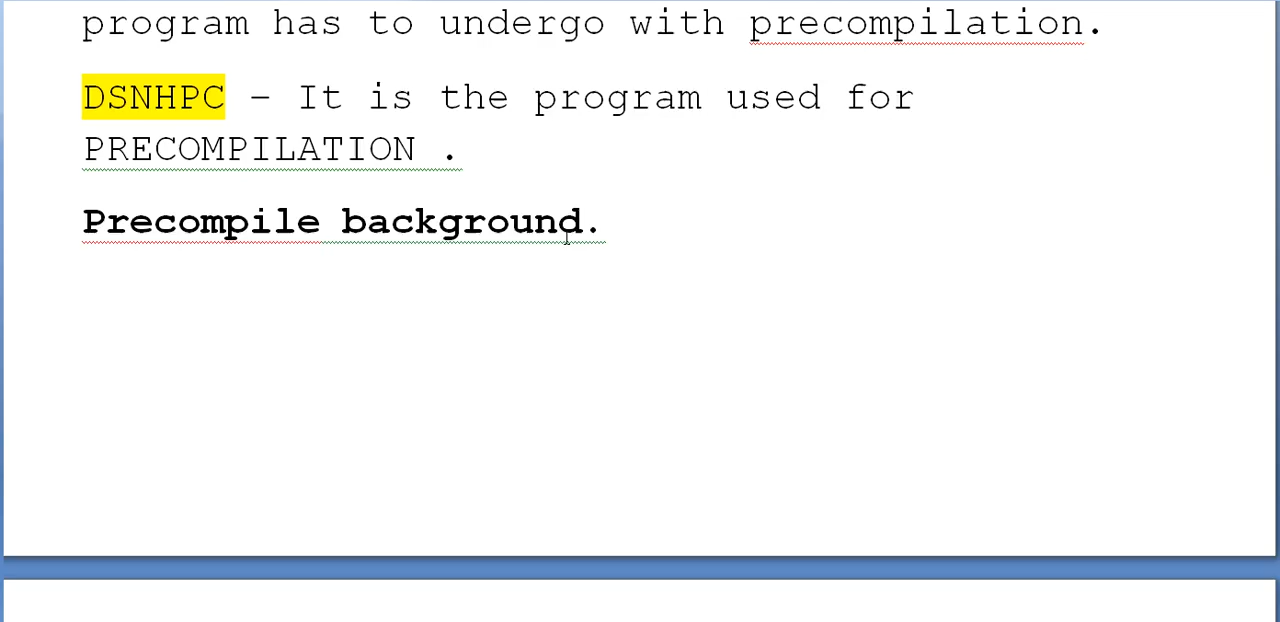 program has to undergo with precompilation.
DSNHPC – It is the program used for
PRECOMPILATION .
Precompile background.